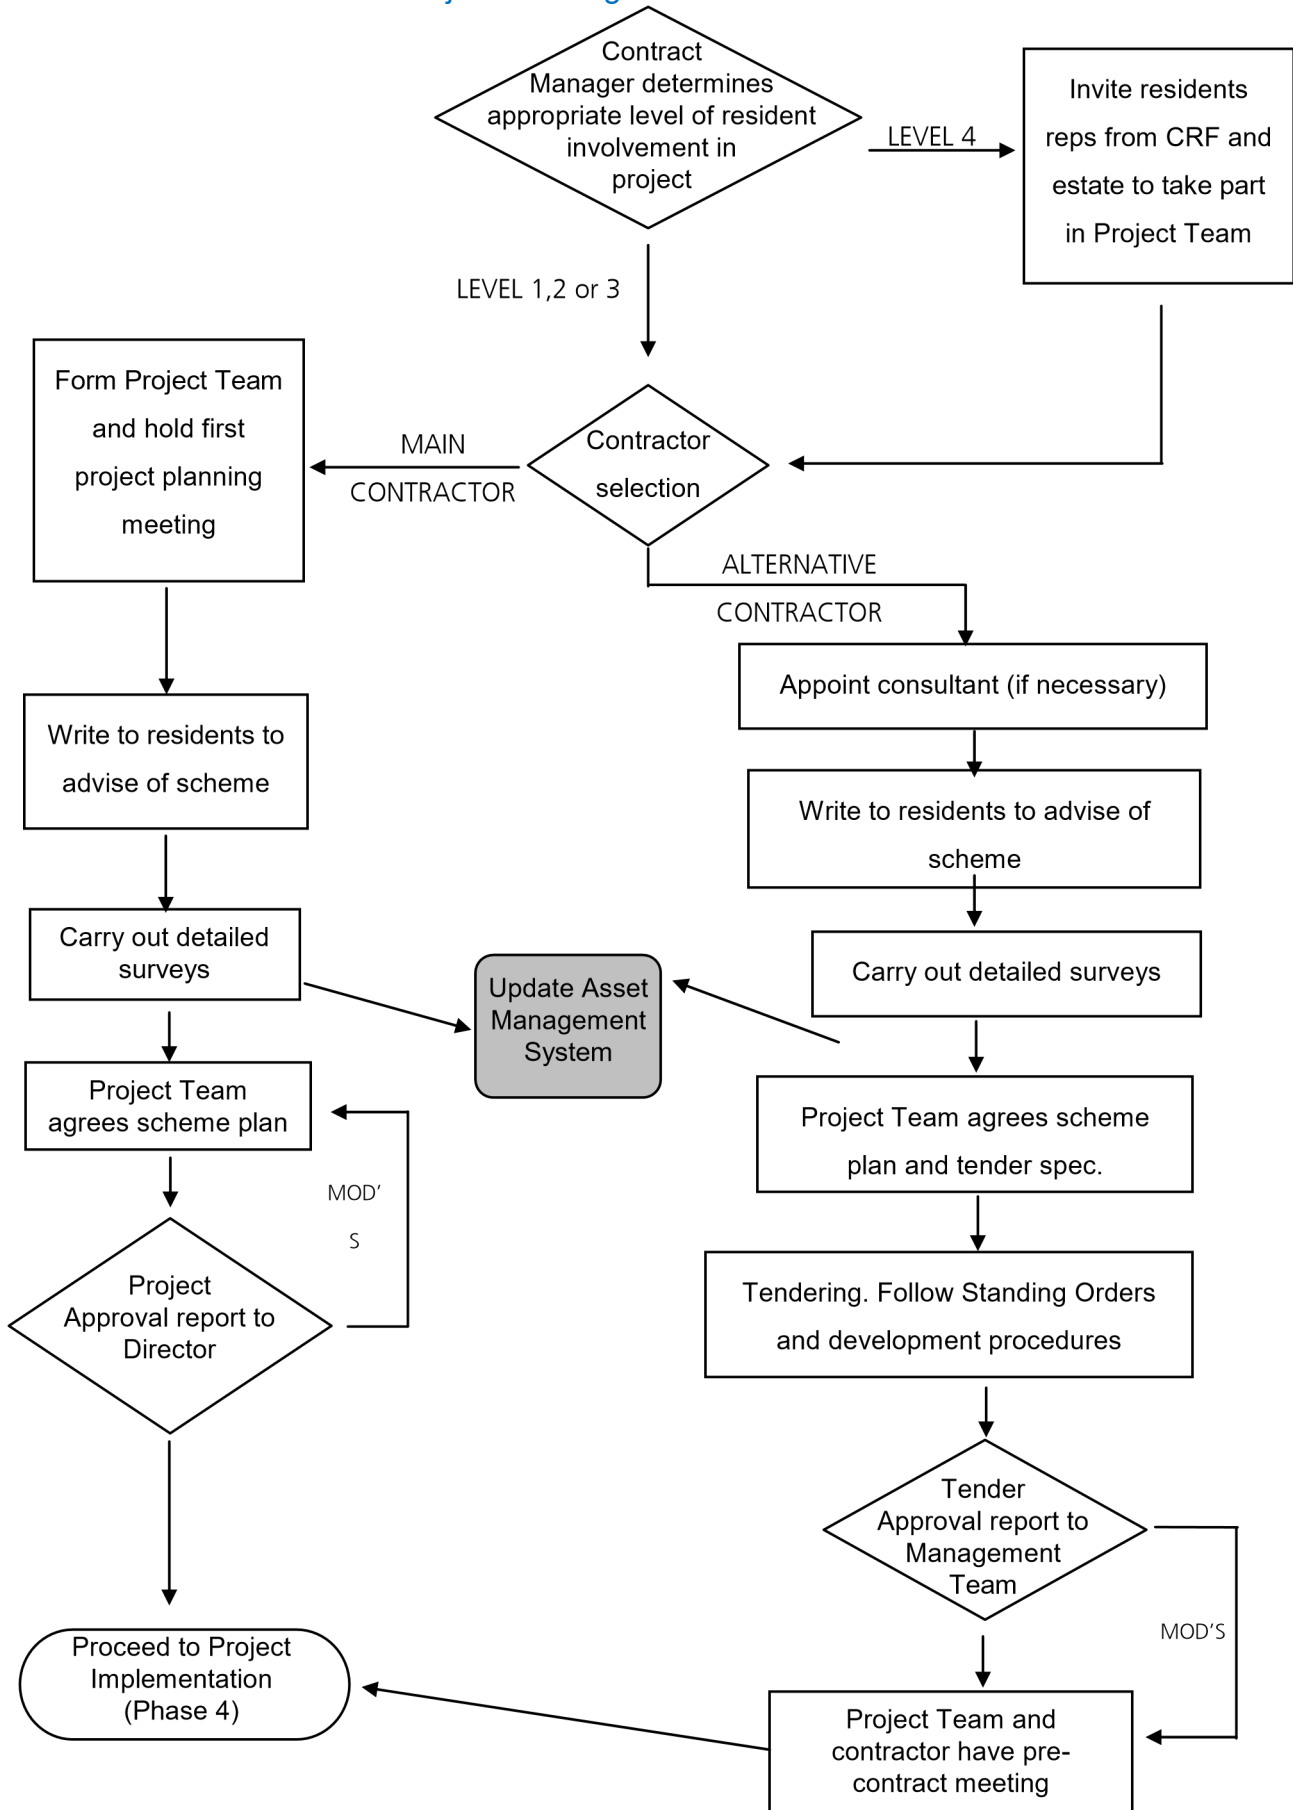 Contract
Manager determines
appropriate level of resident
involvement in
project
LEVEL 4
Invite residents
reps from CRF and
estate to take part
in Project Team
LEVEL 1,2 or 3
Form Project Team
and hold first
project planning
meeting
MAIN
CONTRACTOR
Contractor
selection
ALTERNATIVE
CONTRACTOR
Appoint consultant (if necessary)
Write to residents to
advise of scheme
Write to residents to advise of
scheme
Carry out detailed
surveys
Update Asset
Management
System
Carry out detailed surveys
Project Team
agrees scheme plan
MOD’
S
Project Team agrees scheme
plan and tender spec.
Project
Approval report to
Director
Tendering. Follow Standing Orders
and development procedures
Tender
Approval report to
Management
Team
MOD’S
Proceed to Project
Implementation
(Phase 4)
Project Team and
contractor have pre-
contract meeting